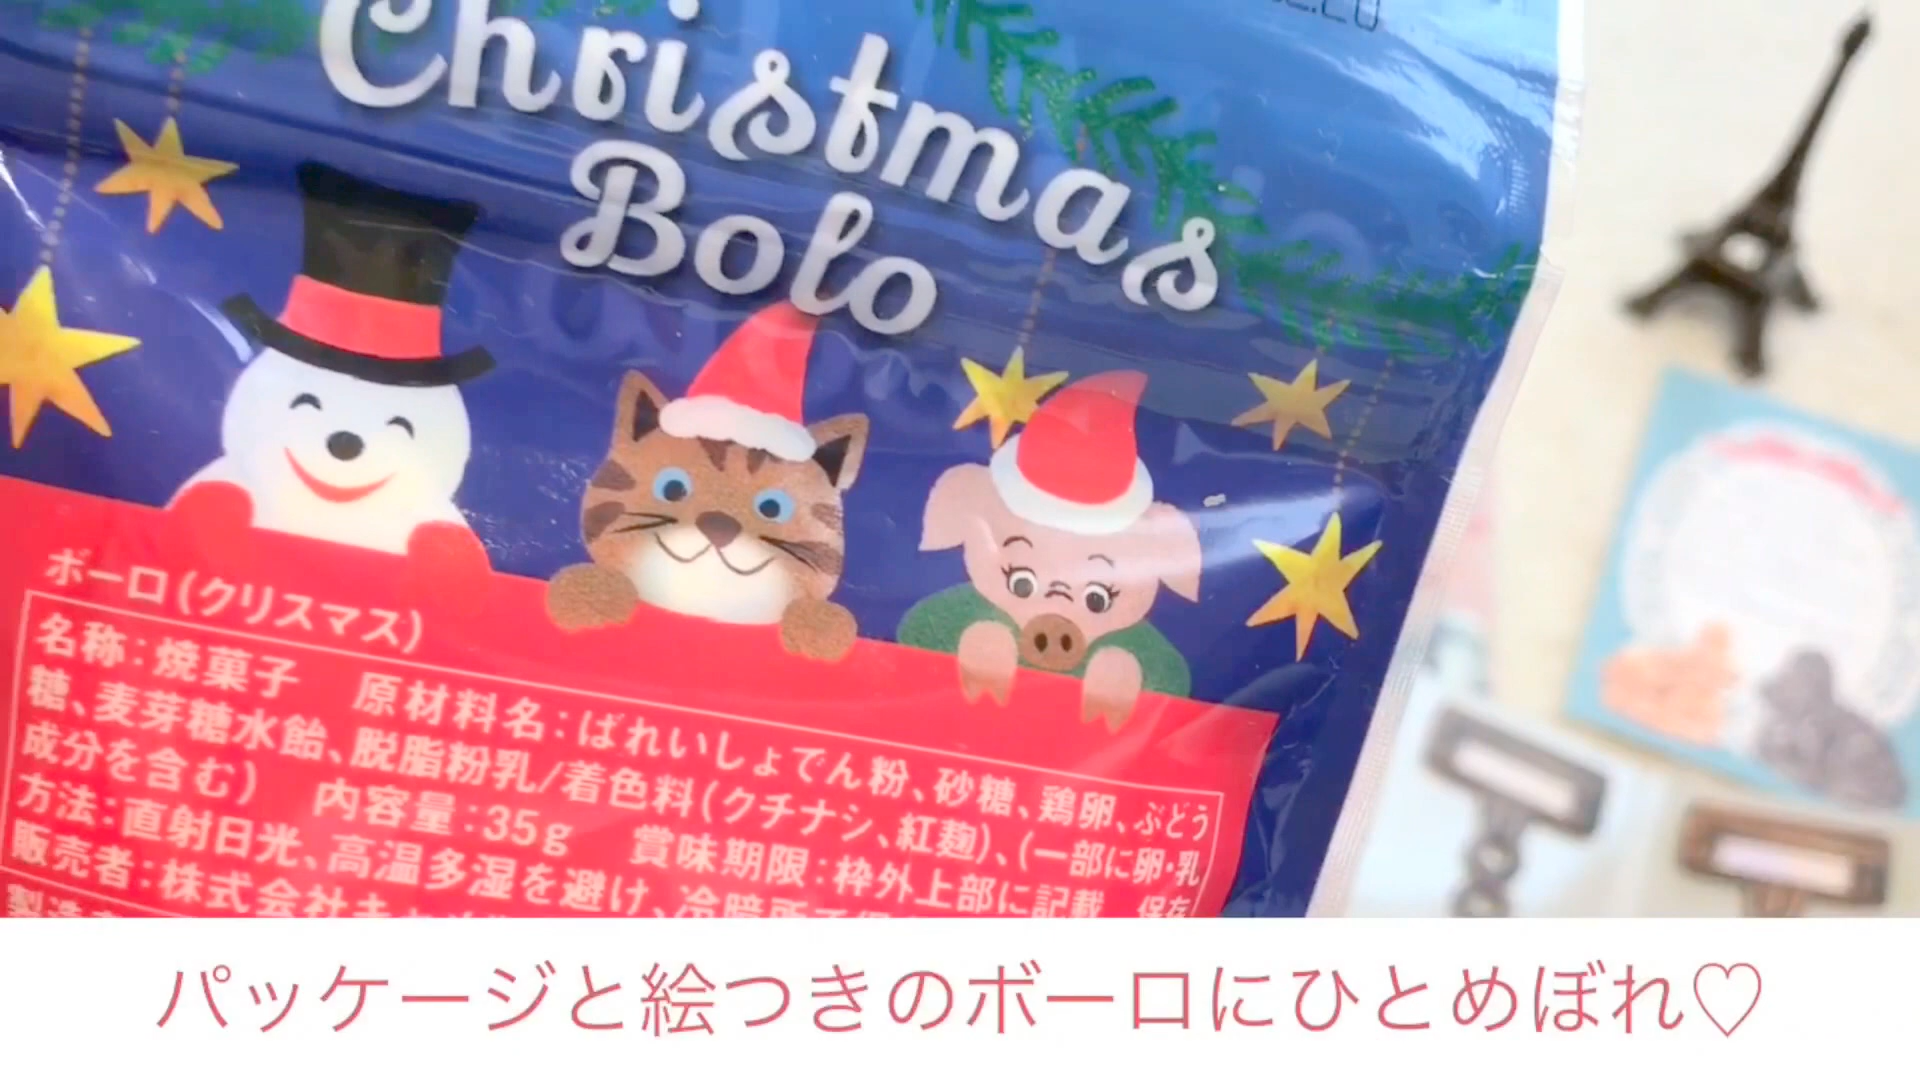 Christmas
Bolo
ボーロ(クリスマス)
名称:焼菓子 原材料名:ばれいしょでん粉、砂糖、鶏卵、ぶどう
糖、麦芽糖水飴、脱脂粉乳/着色料(クチナシ、紅麹)、(一部に卵・乳
成分を含む) 内容量:35g 賞味期限:枠外上部に記載 保存
方法:直射日光、高温多湿を避け、冷暗所
販売者:株式会社
パッケージと絵つきのボーロにひとめぼれ♡